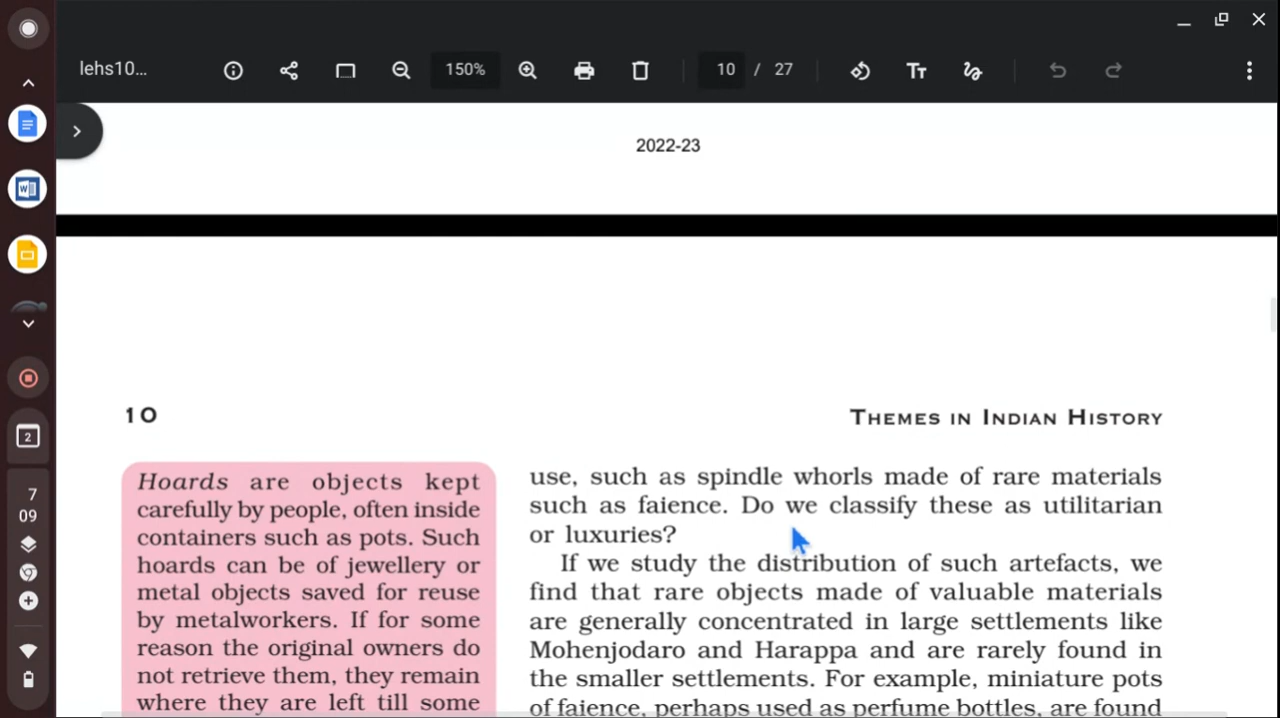 lehs10...
150%
10 / 27
2022-23
10
THEMES IN INDIAN HISTORY
Hoards are objects kept
carefully by people, often inside
containers such as pots. Such
hoards can be of jewellery or
metal objects saved for reuse
by metalworkers. If for some
reason the original owners do
not retrieve them, they remain
where they are left till some
use, such as spindle whorls made of rare materials
such as faience. Do we classify these as utilitarian
or luxuries?
If we study the distribution of such artefacts, we
find that rare objects made of valuable materials
are generally concentrated in large settlements like
Mohenjodaro and Harappa and are rarely found in
the smaller settlements. For example, miniature pots
of faience, perhaps used as perfume bottles, are found
2
7
09